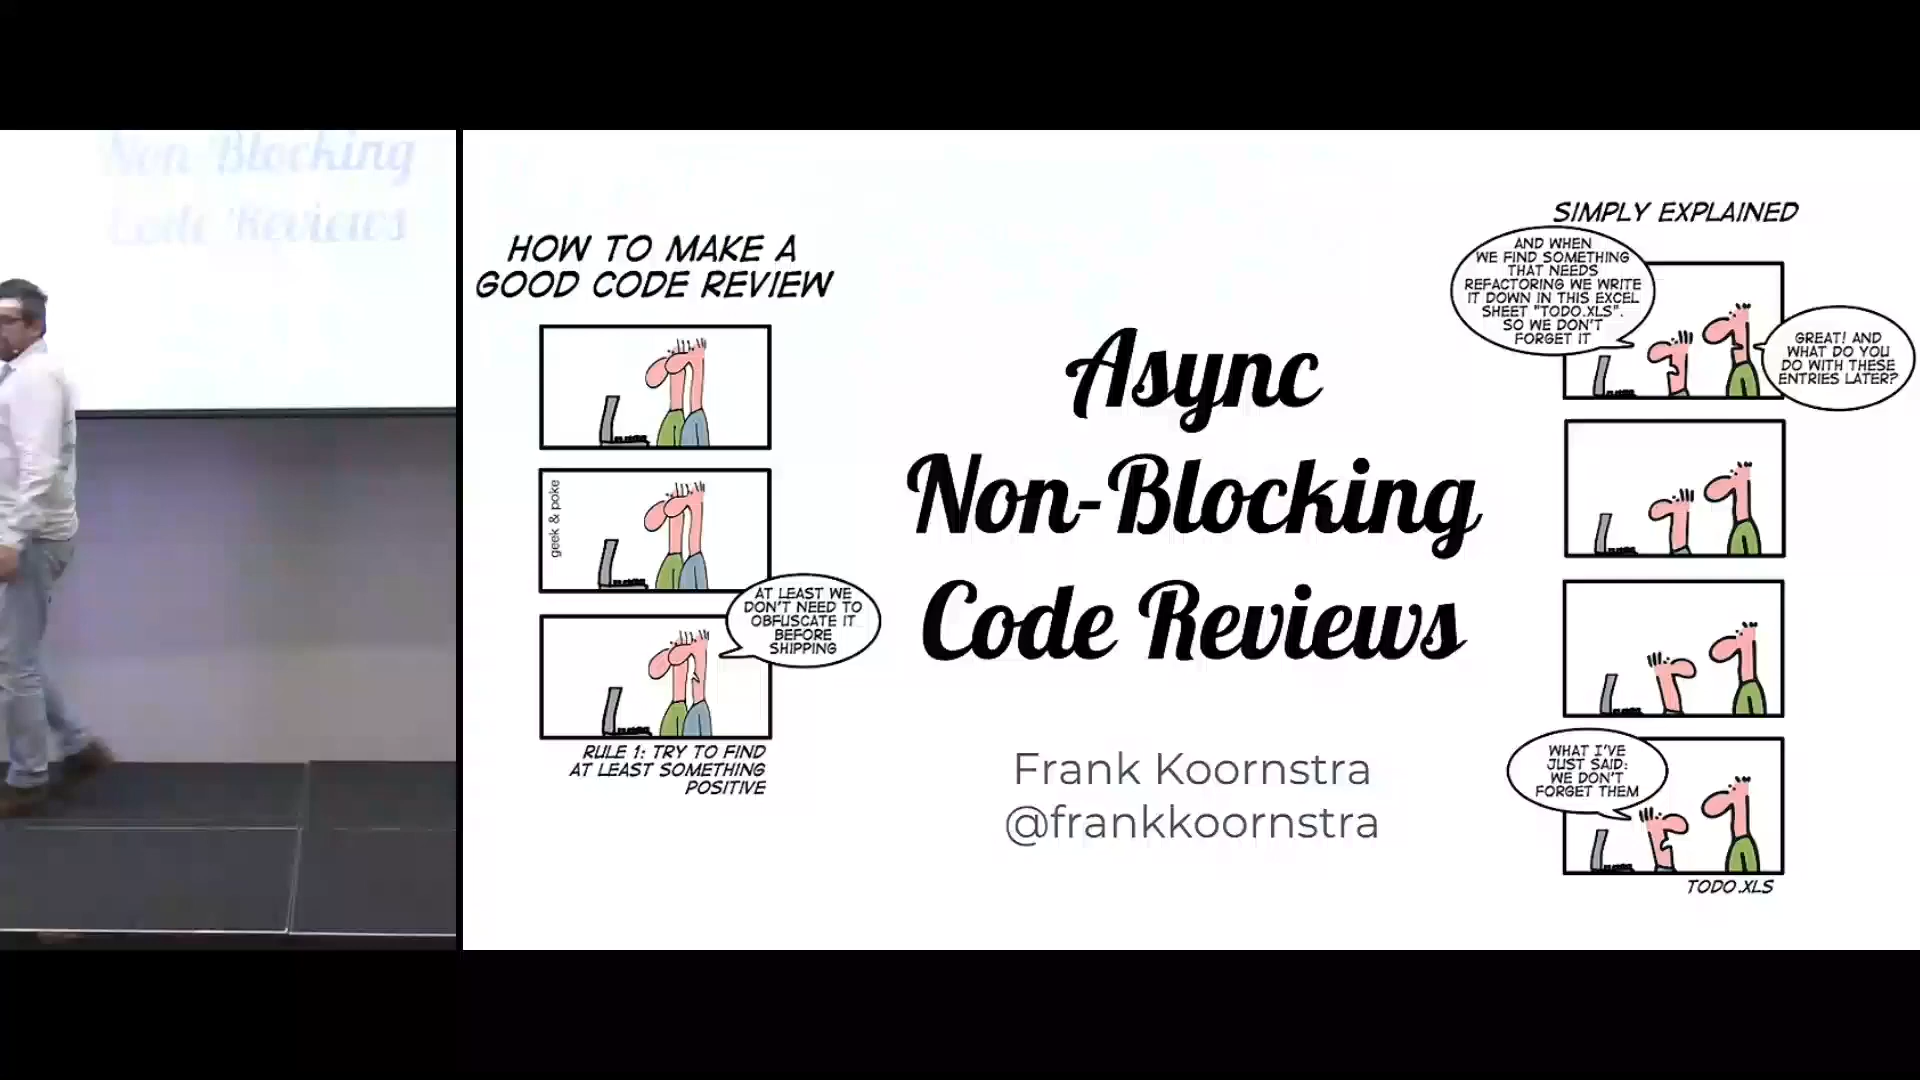 Non-Blocking
Code Reviews
HOW TO MAKE A
GOOD CODE REVIEW
geek & poke
AT LEAST WE
DON'T NEED TO
OBFUSCATE IT
BEFORE
SHIPPING
RULE 1: TRY TO FIND
AT LEAST SOMETHING
POSITIVE
Async
Non-Blocking
Code Reviews
Frank Koornstra
@frankkoornstra
SIMPLY EXPLAINED
AND WHEN
WE FIND SOMETHING
THAT NEEDS
REFACTORING WE WRITE
IT DOWN IN THIS EXCEL
SHEET "TODO.XLS".
SO WE DON'T
FORGET IT
GREAT! AND
WHAT DO YOU
DO WITH THESE
ENTRIES LATER?
WHAT I'VE
JUST SAID:
WE DON'T
FORGET THEM
TODO.XLS